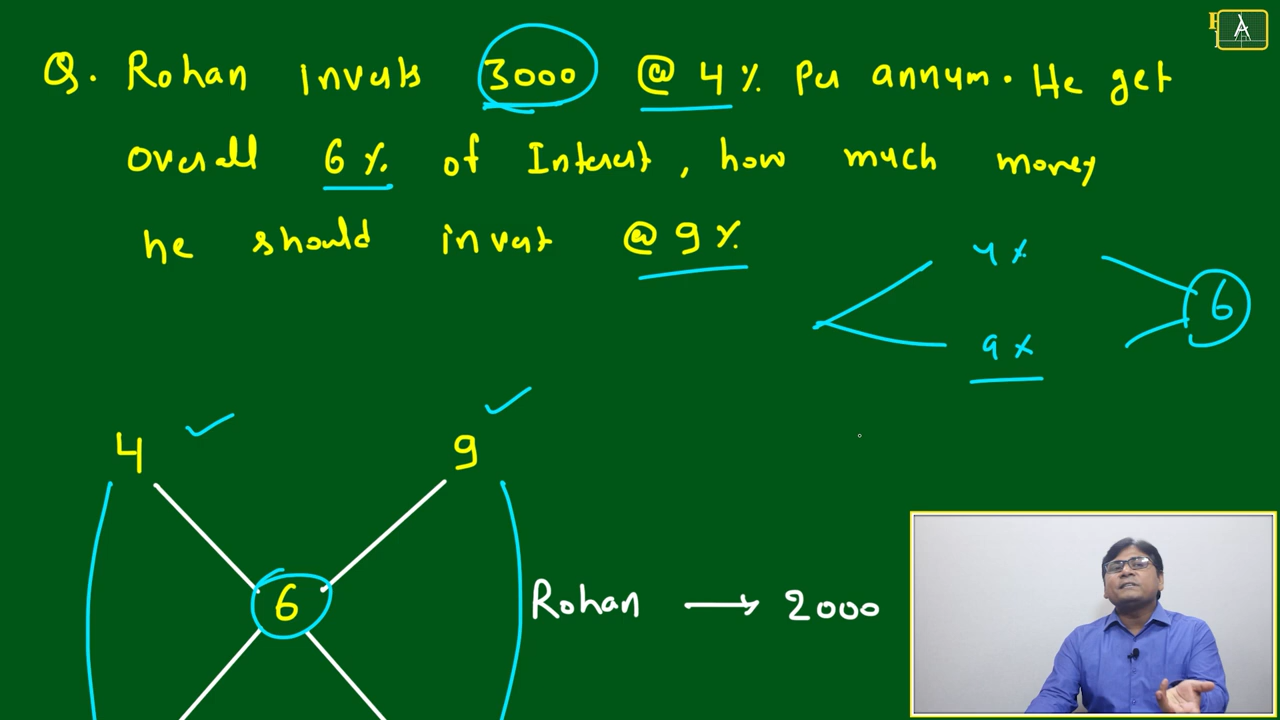 Q. Rohan invests 3000 @ 4% Per annum. He get
overall 6% of Interest, how much money
he should invest @ 9%
4%
6
9%
4 9
6
Rohan → 2000